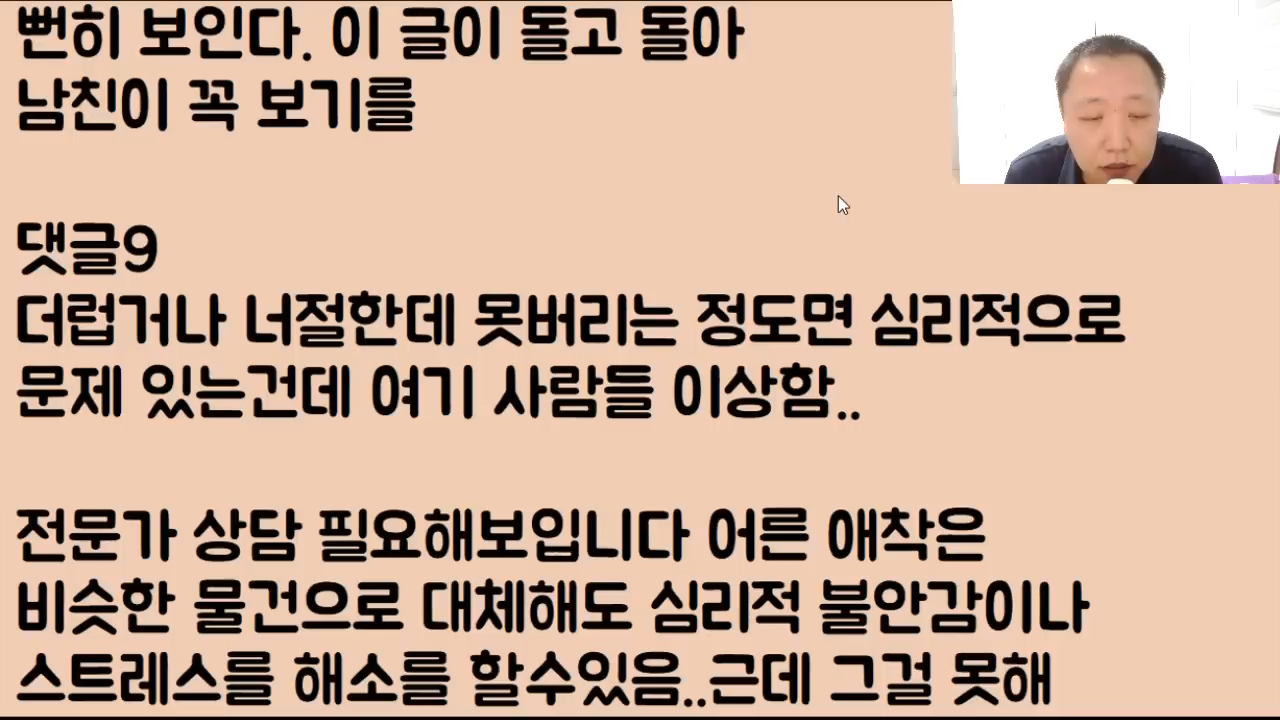 뻔히 보인다. 이 글이 돌고 돌아
남친이 꼭 보기를
댓글9
더럽거나 너절한데 못버리는 정도면 심리적으로
문제 있는건데 여기 사람들 이상함..
전문가 상담 필요해보입니다 어른 애착은
비슷한 물건으로 대체해도 심리적 불안감이나
스트레스를 해소를 할수있음..근데 그걸 못해